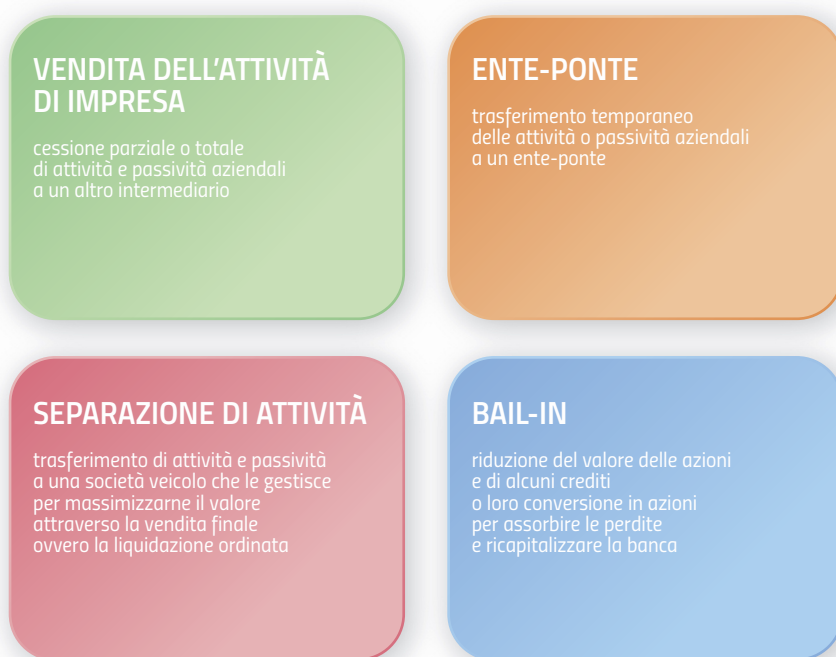 VENDITA DELL'ATTIVITÀ
DI IMPRESA
cessione parziale o totale
di attività e passività aziendali
a un altro intermediario
ENTE-PONTE
trasferimento temporaneo
delle attività o passività aziendali
a un ente-ponte
SEPARAZIONE DI ATTIVITÀ
trasferimento di attività e passività
a una società veicolo che le gestisce
per massimizzarne il valore
attraverso la vendita finale
ovvero la liquidazione ordinata
BAIL-IN
riduzione del valore delle azioni
e di alcuni crediti
o loro conversione in azioni
per assorbire le perdite
e ricapitalizzare la banca